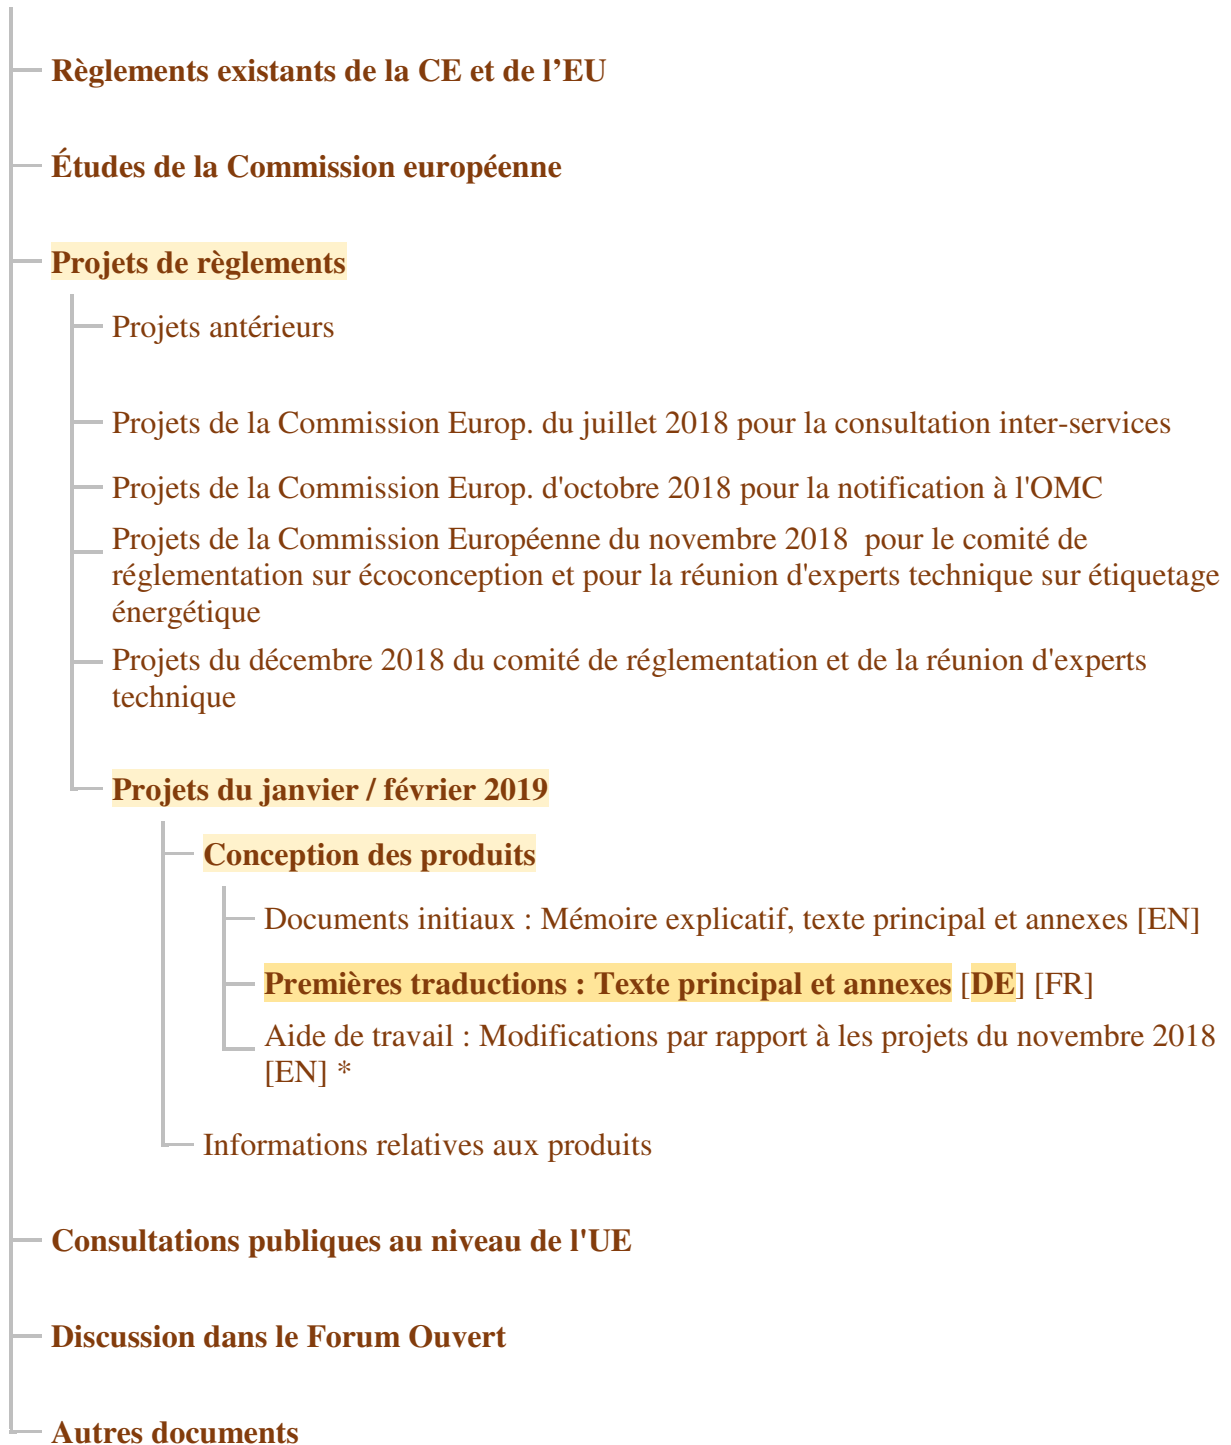 Règlements existants de la CE et de l’EU
Études de la Commission européenne
Projets de règlements
Projets antérieurs
Projets de la Commission Europ. du juillet 2018 pour la consultation inter-services
Projets de la Commission Europ. d'octobre 2018 pour la notification à l'OMC
Projets de la Commission Européenne du novembre 2018  pour le comité de
réglementation sur écoconception et pour la réunion d'experts technique sur étiquetage
énergétique
Projets du décembre 2018 du comité de réglementation et de la réunion d'experts
technique
Projets du janvier / février 2019
Conception des produits
Documents initiaux : Mémoire explicatif, texte principal et annexes [EN]
Premières traductions : Texte principal et annexes [DE] [FR]
Aide de travail : Modifications par rapport à les projets du novembre 2018
[EN] *
Informations relatives aux produits
Consultations publiques au niveau de l'UE
Discussion dans le Forum Ouvert
Autres documents